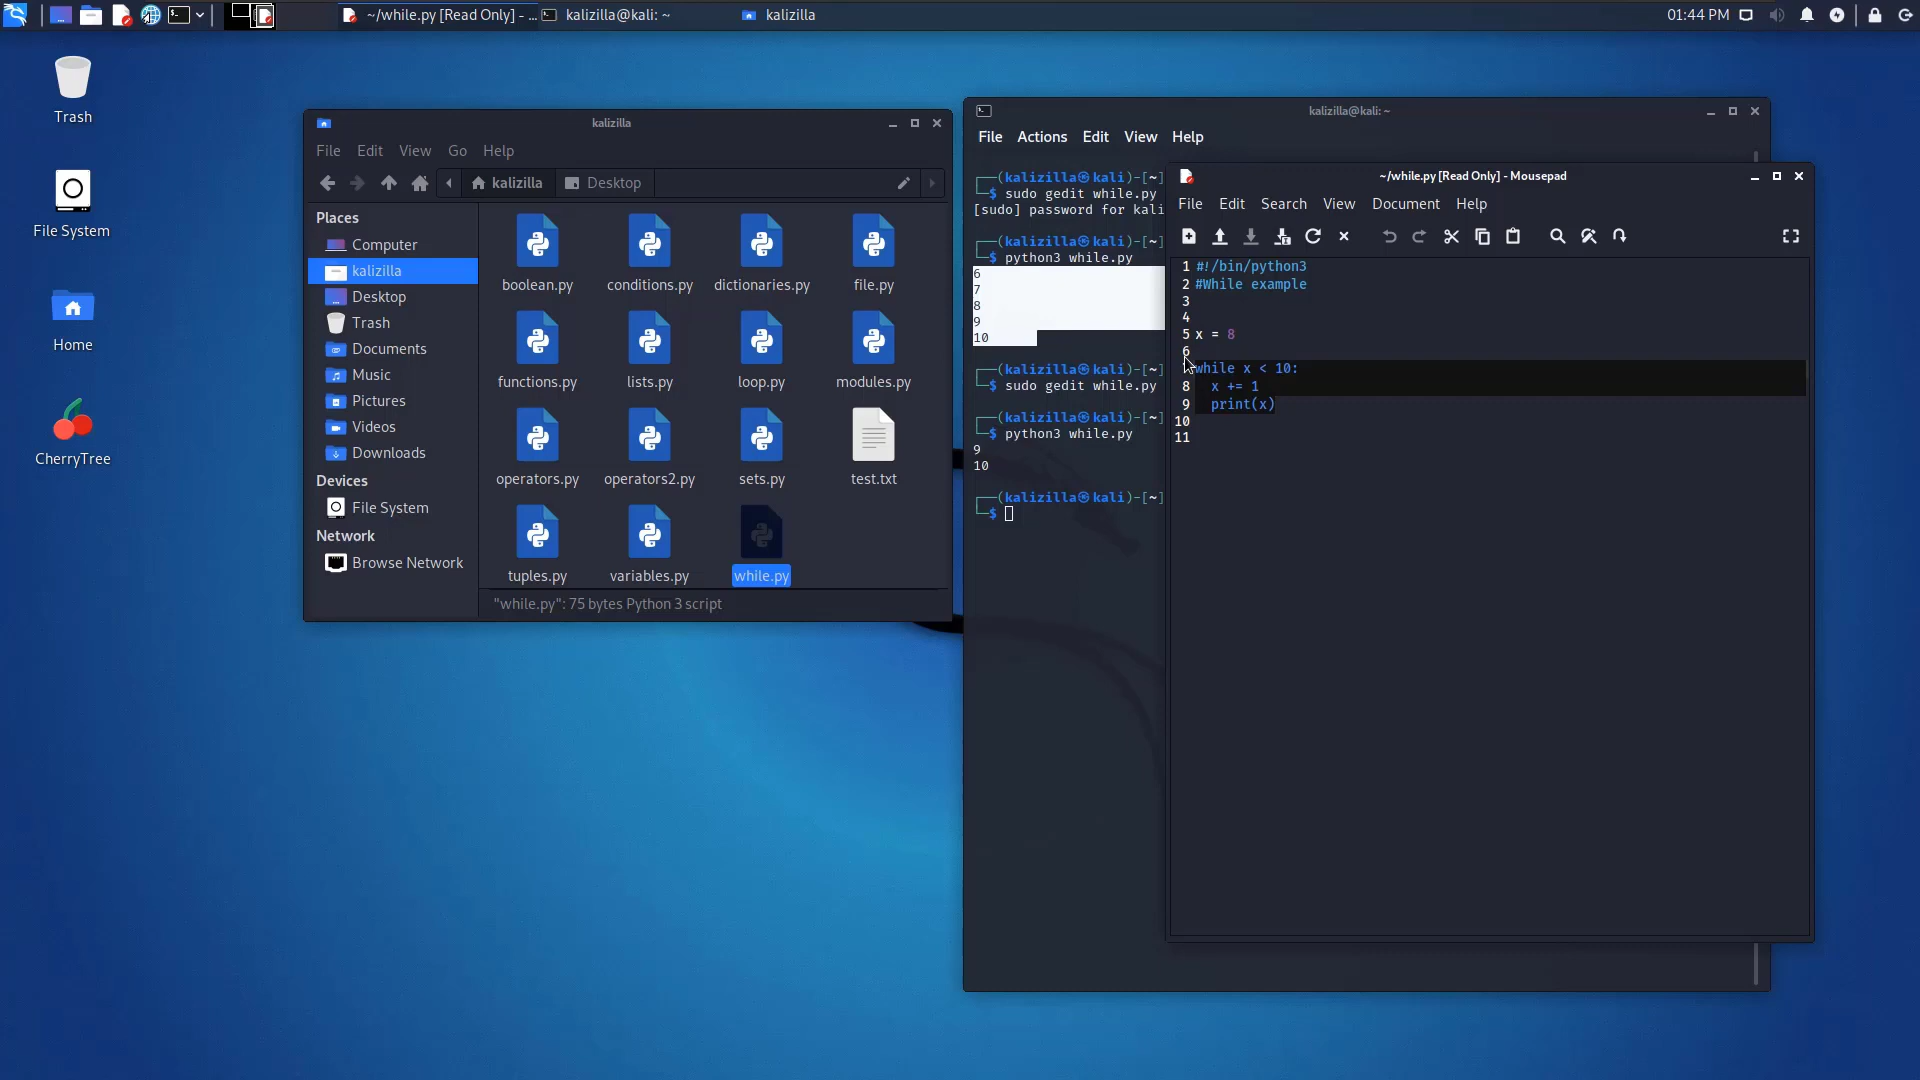 ~/while.py [Read Only] - ...
kalizilla@kali: ~
kalizilla
01:44 PM
Trash
File System
Home
CherryTree
kalizilla
File Edit View Go Help
kalizilla
Desktop
Places
Computer
kalizilla
Desktop
Trash
Documents
Music
Pictures
Videos
Downloads
Devices
File System
Network
Browse Network
boolean.py
conditions.py
dictionaries.py
file.py
functions.py
lists.py
loop.py
modules.py
operators.py
operators2.py
sets.py
test.txt
tuples.py
variables.py
while.py
"while.py": 75 bytes Python 3 script
kalizilla@kali: ~
File Actions Edit View Help
┌──(kalizilla㉿kali)-[~]
└─$ sudo gedit while.py
[sudo] password for kali
┌──(kalizilla㉿kali)-[~]
└─$ python3 while.py
6
7
8
9
10
┌──(kalizilla㉿kali)-[~]
└─$ sudo gedit while.py
┌──(kalizilla㉿kali)-[~]
└─$ python3 while.py
9
10
┌──(kalizilla㉿kali)-[~]
└─$
~/while.py [Read Only] - Mousepad
File Edit Search View Document Help
1 #!/bin/python3
2 #While example
3
4
5 x = 8
6
while x < 10:
8 x += 1
9 print(x)
10
11